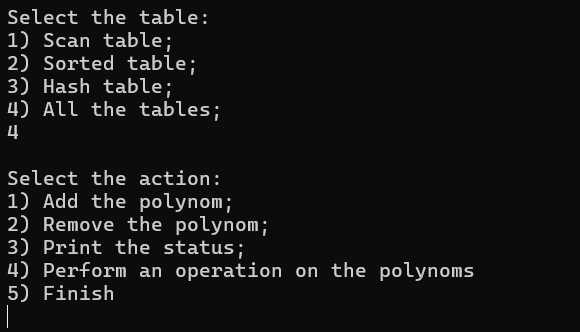 Select the table:
1) Scan table;
2) Sorted table;
3) Hash table;
4) All the tables;
4
Select the action:
1) Add the polynom;
2) Remove the polynom;
3) Print the status;
4) Perform an operation on the polynoms
5) Finish